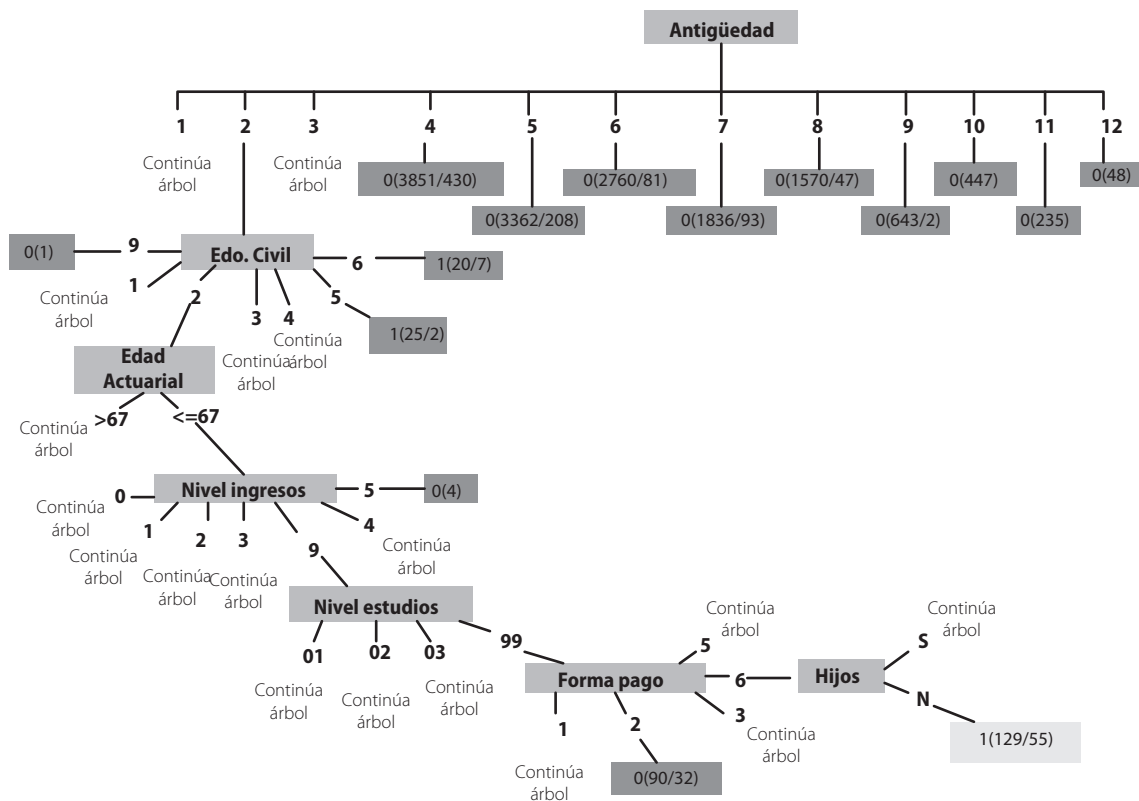 Antigüedad
1 2 3 4 5 6 7 8 9 10 11 12
Continúa
árbol
Continúa
árbol
0(3851/430)
0(3362/208)
0(2760/81)
0(1836/93)
0(1570/47)
0(643/2)
0(447)
0(235)
0(48)
Edo. Civil
9
0(1)
1
Continúa
árbol
2
3
Continúa
árbol
4
Continúa
árbol
5
1(25/2)
6
1(20/7)
Edad
Actuarial
>67
Continúa
árbol
<=67
Nivel ingresos
0
Continúa
árbol
1
Continúa
árbol
2
Continúa
árbol
3
Continúa
árbol
9
4
Continúa
árbol
5
0(4)
Nivel estudios
01
Continúa
árbol
02
Continúa
árbol
03
Continúa
árbol
99
Forma pago
1
Continúa
árbol
2
0(90/32)
3
Continúa
árbol
5
Continúa
árbol
6
Hijos
S
Continúa
árbol
N
1(129/55)